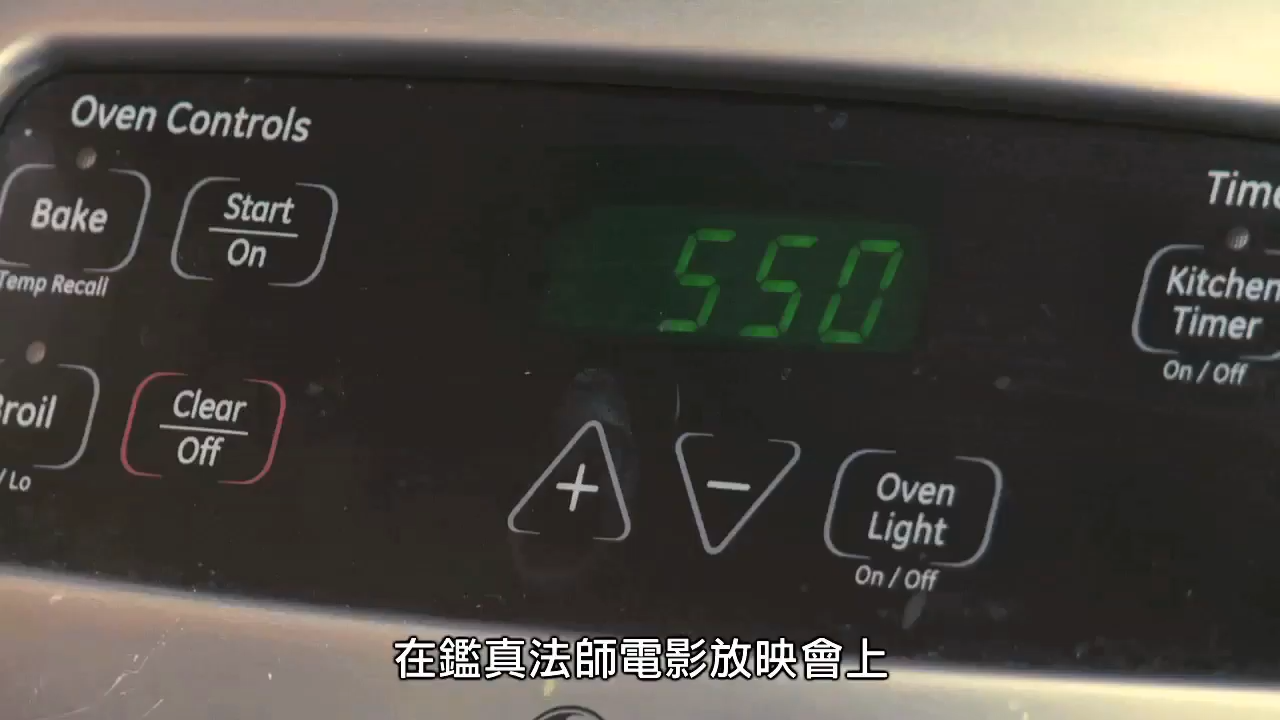 Oven Controls
Bake
Start
On
Temp Recall
Broil
/ Lo
Clear
Off
550
+
−
Oven
Light
On / Off
Time
Kitchen
Timer
On / Off
在鑑真法師電影放映會上